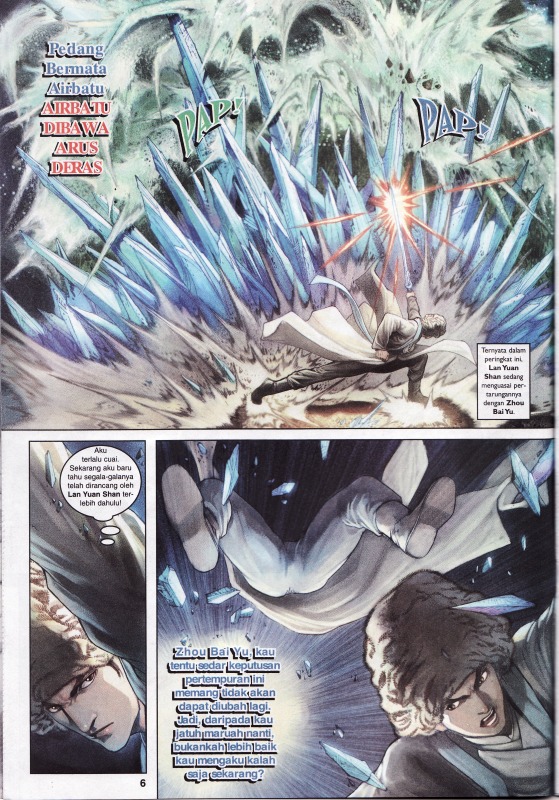 Pedang
Bermata
Airbatu
AIRBATU
DIBAWA
ARUS
DERAS
PAP!
PAP!
Ternyata dalam
peringkat ini,
Lan Yuan
Shan sedang
menguasai per-
tarungannya
dengan Zhou
Bai Yu.
Aku
terlalu cuai.
Sekarang aku baru
tahu segala-galanya
telah dirancang oleh
Lan Yuan Shan ter-
lebih dahulu!
Zhou Bai Yu, kau
tentu sedar keputusan
pertempuran ini
memang tidak akan
dapat diubah lagi.
Jadi, daripada kau
jatuh maruah nanti,
bukankah lebih baik
kau mengaku kalah
saja sekarang?
6